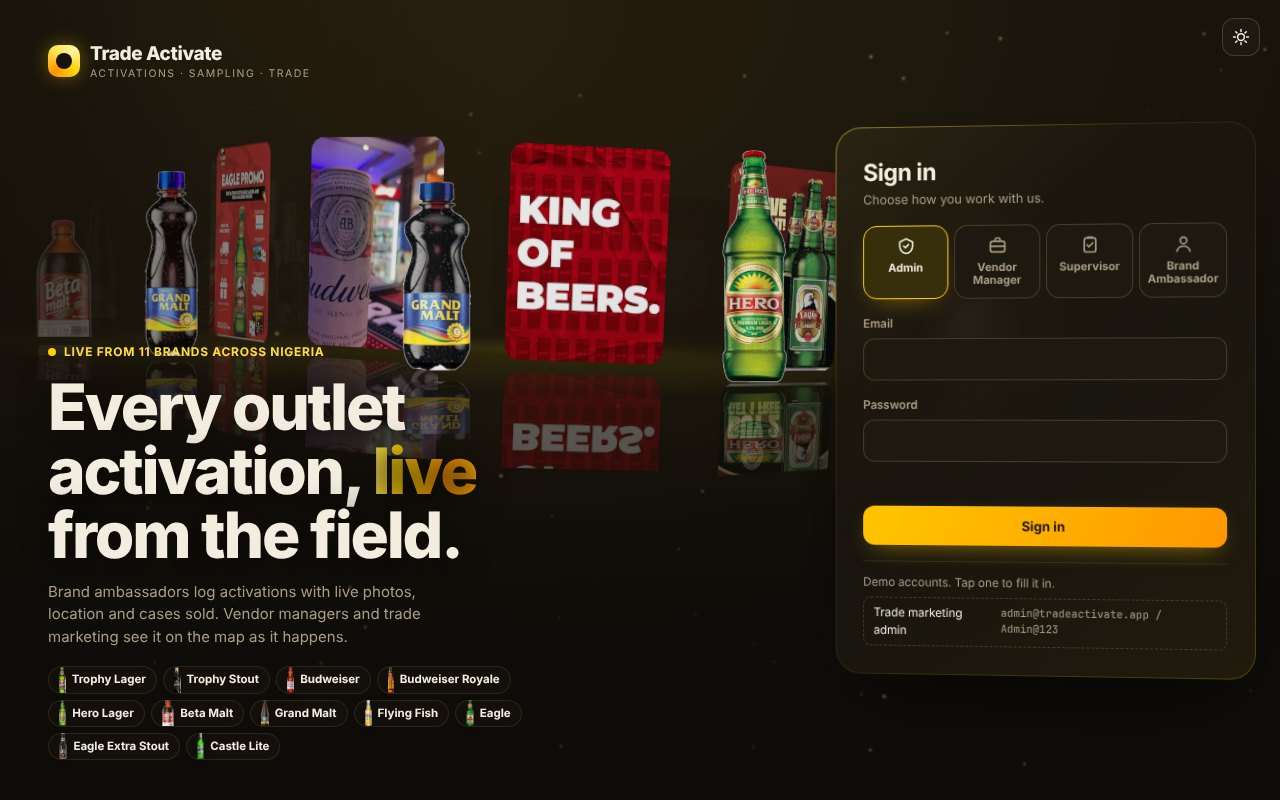 Trade Activate
ACTIVATIONS · SAMPLING · TRADE
Beta
malt
GRAND
MALT
EAGLE PROMO
Budwe
GRAND
MALT
KING
OF
BEERS.
HERO
HERO
Eagle
LIVE FROM 11 BRANDS ACROSS NIGERIA
Every outlet
activation, live
from the field.
Brand ambassadors log activations with live photos,
location and cases sold. Vendor managers and trade
marketing see it on the map as it happens.
Trophy Lager
Trophy Stout
Budweiser
Budweiser Royale
Hero Lager
Beta Malt
Grand Malt
Flying Fish
Eagle
Eagle Extra Stout
Castle Lite
Sign in
Choose how you work with us.
Admin
Vendor
Manager
Supervisor
Brand
Ambassador
Email
Password
Sign in
Demo accounts. Tap one to fill it in.
Trade marketing
admin
admin@tradeactivate.app /
Admin@123